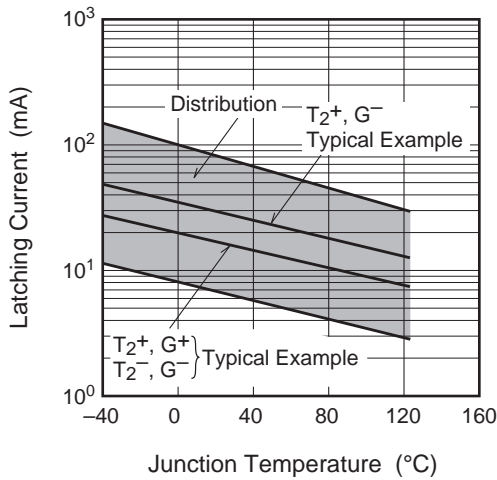 10³
Distribution
T₂⁺, G⁻
Typical Example
10²
Latching Current (mA)
10¹
T₂⁺, G⁺
T₂⁻, G⁻
} Typical Example
10⁰
–40 0 40 80 120 160
Junction Temperature (°C)